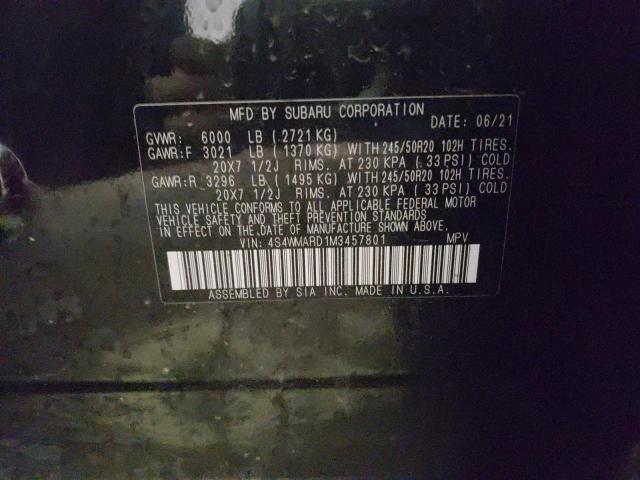 MFD BY SUBARU CORPORATION
DATE: 06/21
GVWR: 6000 LB ( 2721 KG)
GAWR:F 3021 LB ( 1370 KG) WITH 245/50R20 102H TIRES.
20X7 1/2J RIMS. AT 230 KPA ( 33 PSI) COLD
GAWR:R 3296 LB ( 1495 KG) WITH 245/50R20 102H TIRES.
20X7 1/2J RIMS. AT 230 KPA ( 33 PSI) COLD
THIS VEHICLE CONFORMS TO ALL APPLICABLE FEDERAL MOTOR
VEHICLE SAFETY & THEFT PREVENTION STANDARDS
IN EFFECT ON THE DATE OF MANUFACTURE SHOWN ABOVE.
VIN: 4S4WMARD1M3457801 MPV
ASSEMBLED BY SIA INC. MADE IN U.S.A.